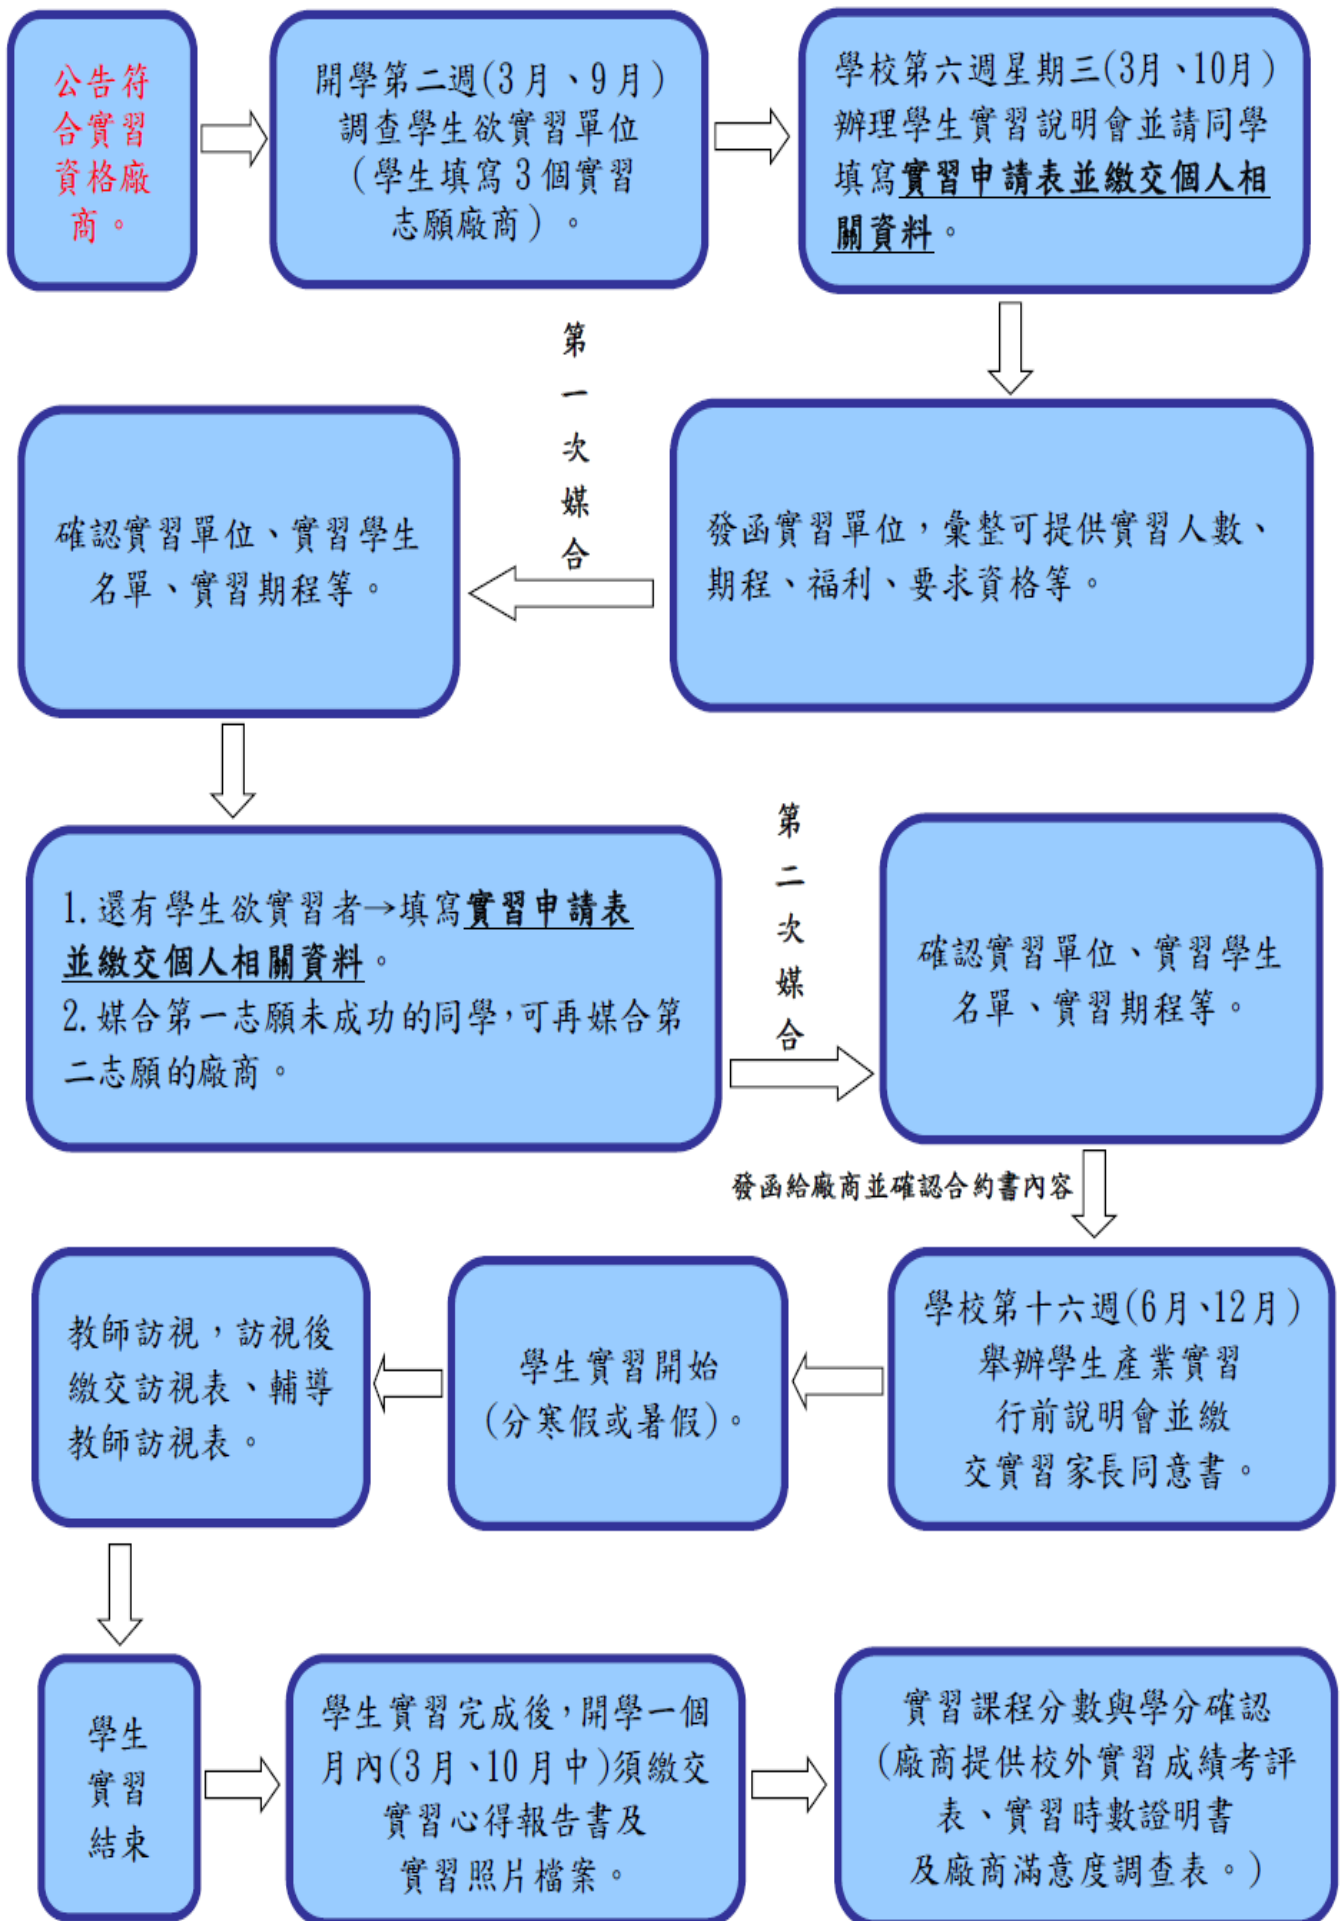 公告符
合實習
資格廠
商。
開學第二週(3月、9月)
調查學生欲實習單位
(學生填寫3個實習
志願廠商)。
學校第六週星期三(3月、10月)
辦理學生實習說明會並請同學
填寫實習申請表並繳交個人相
關資料。
發函實習單位，彙整可提供實習人數、
期程、福利、要求資格等。
第
一
次
媒
合
確認實習單位、實習學生
名單、實習期程等。
1.還有學生欲實習者→填寫實習申請表
並繳交個人相關資料。
2.媒合第一志願未成功的同學，可再媒合第
二志願的廠商。
第
二
次
媒
合
確認實習單位、實習學生
名單、實習期程等。
發函給廠商並確認合約書內容
學校第十六週(6月、12月)
舉辦學生產業實習
行前說明會並繳
交實習家長同意書。
學生實習開始
(分寒假或暑假)。
教師訪視，訪視後
繳交訪視表、輔導
教師訪視表。
學生
實習
結束
學生實習完成後，開學一個
月內(3月、10月中)須繳交
實習心得報告書及
實習照片檔案。
實習課程分數與學分確認
(廠商提供校外實習成績考評
表、實習時數證明書
及廠商滿意度調查表。)